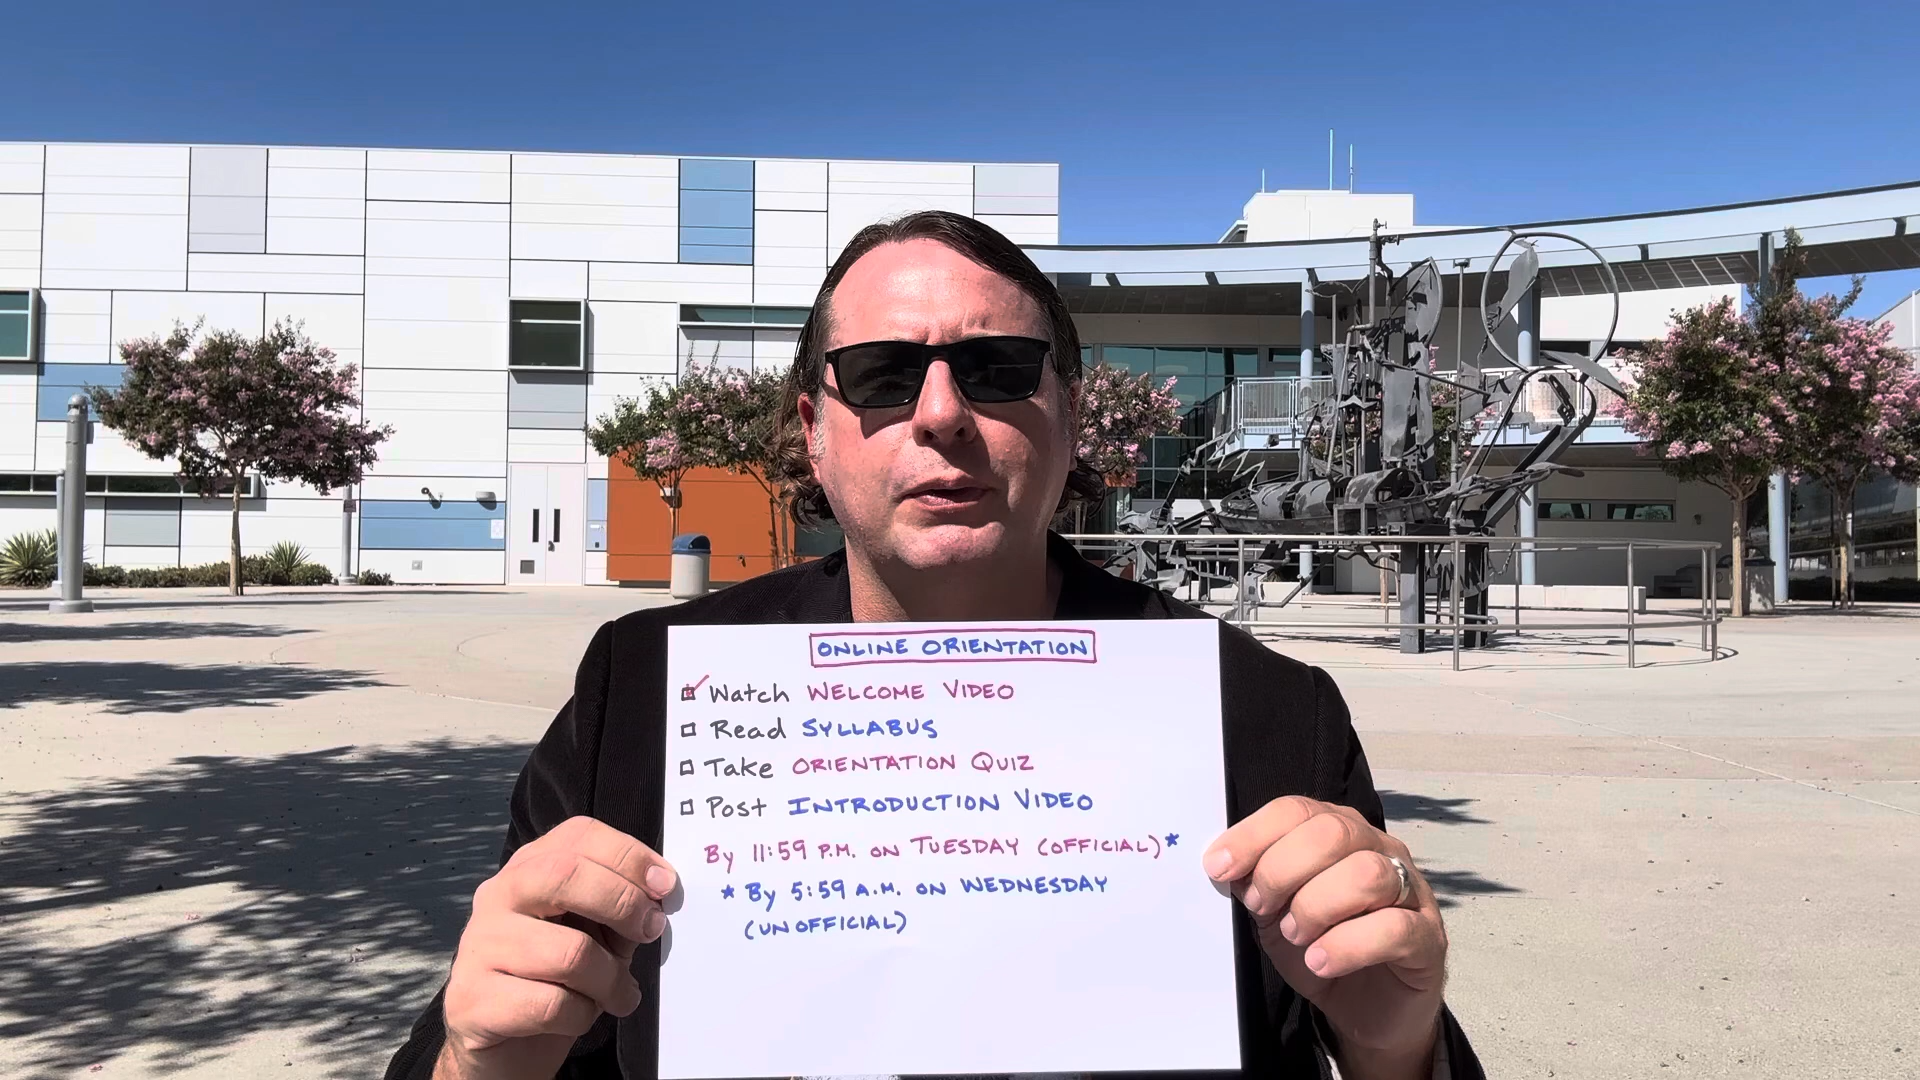 ONLINE ORIENTATION
Watch WELCOME VIDEO
Read SYLLABUS
Take ORIENTATION QUIZ
Post INTRODUCTION VIDEO
By 11:59 P.M. ON TUESDAY (OFFICIAL)*
* By 5:59 A.M. ON WEDNESDAY
(UNOFFICIAL)